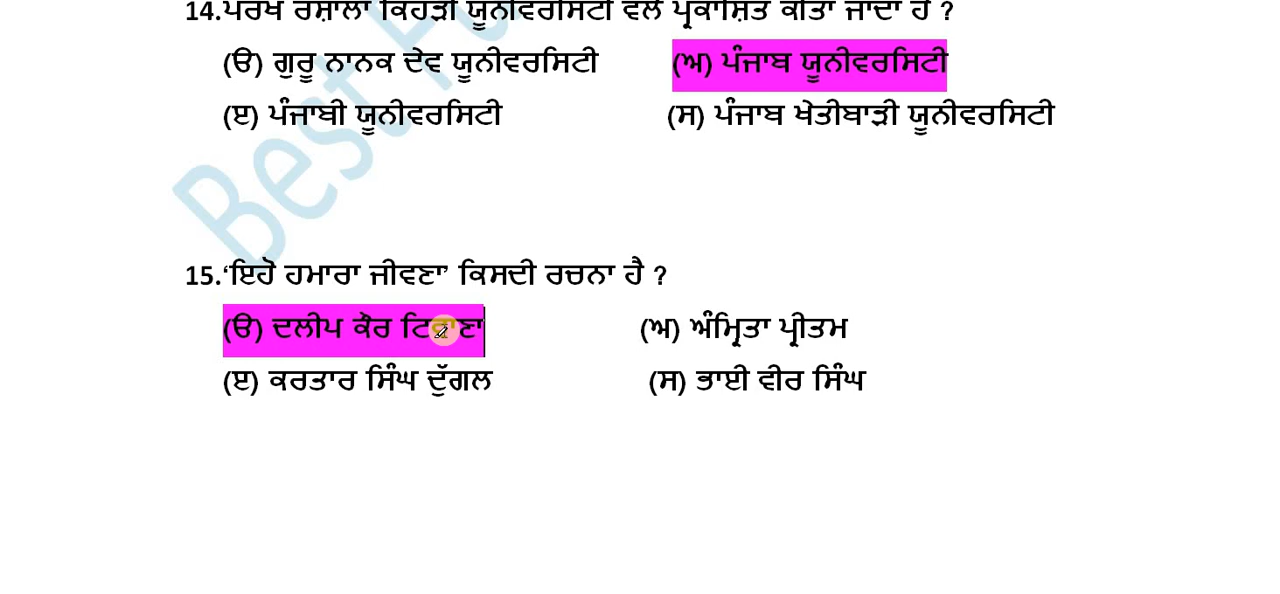 14.ਪਰਖ ਰਸ਼ਾਲਾ ਕਿਹੜੀ ਯੂਨੀਵਰਸਿਟੀ ਵਲੋਂ ਪ੍ਰਕਾਸ਼ਿਤ ਕੀਤਾ ਜਾਂਦਾ ਹੈ ?
(ੳ) ਗੁਰੂ ਨਾਨਕ ਦੇਵ ਯੂਨੀਵਰਸਿਟੀ (ਅ) ਪੰਜਾਬ ਯੂਨੀਵਰਸਿਟੀ
(ੲ) ਪੰਜਾਬੀ ਯੂਨੀਵਰਸਿਟੀ (ਸ) ਪੰਜਾਬ ਖੇਤੀਬਾੜੀ ਯੂਨੀਵਰਸਿਟੀ
Best
15.‘ਇਹੋ ਹਮਾਰਾ ਜੀਵਣਾ’ ਕਿਸਦੀ ਰਚਨਾ ਹੈ ?
(ੳ) ਦਲੀਪ ਕੌਰ ਟਿਵਾਣਾ (ਅ) ਅੰਮ੍ਰਿਤਾ ਪ੍ਰੀਤਮ
(ੲ) ਕਰਤਾਰ ਸਿੰਘ ਦੁੱਗਲ (ਸ) ਭਾਈ ਵੀਰ ਸਿੰਘ